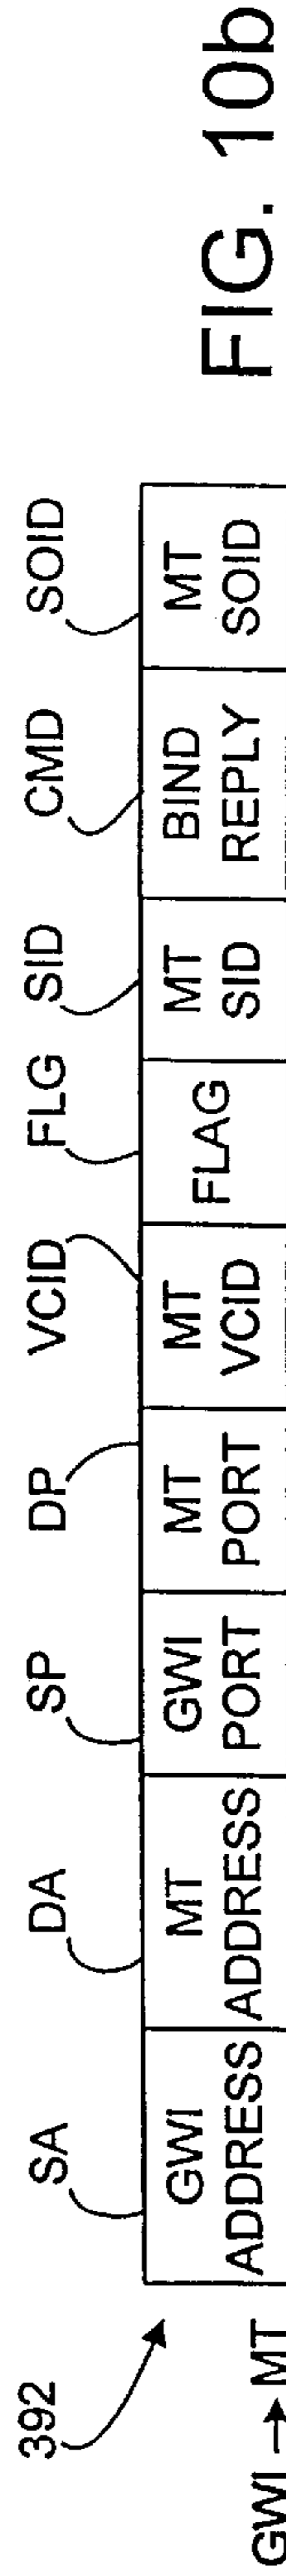 392
SA
DA
SP
DP
VCID
FLG
SID
CMD
SOID
GWI
ADDRESS
MT
ADDRESS
GWI
PORT
MT
PORT
MT
VCID
FLAG
MT
SID
BIND
REPLY
MT
SOID
GWI → MT
FIG. 10b